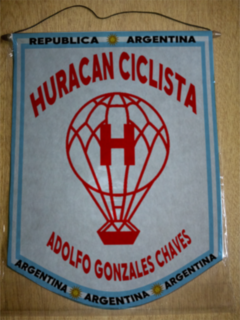 REPUBLICA ARGENTINA
HURACAN CICLISTA
H
ADOLFO GONZALES CHAVES
ARGENTINA ARGENTINA ARGENTINA